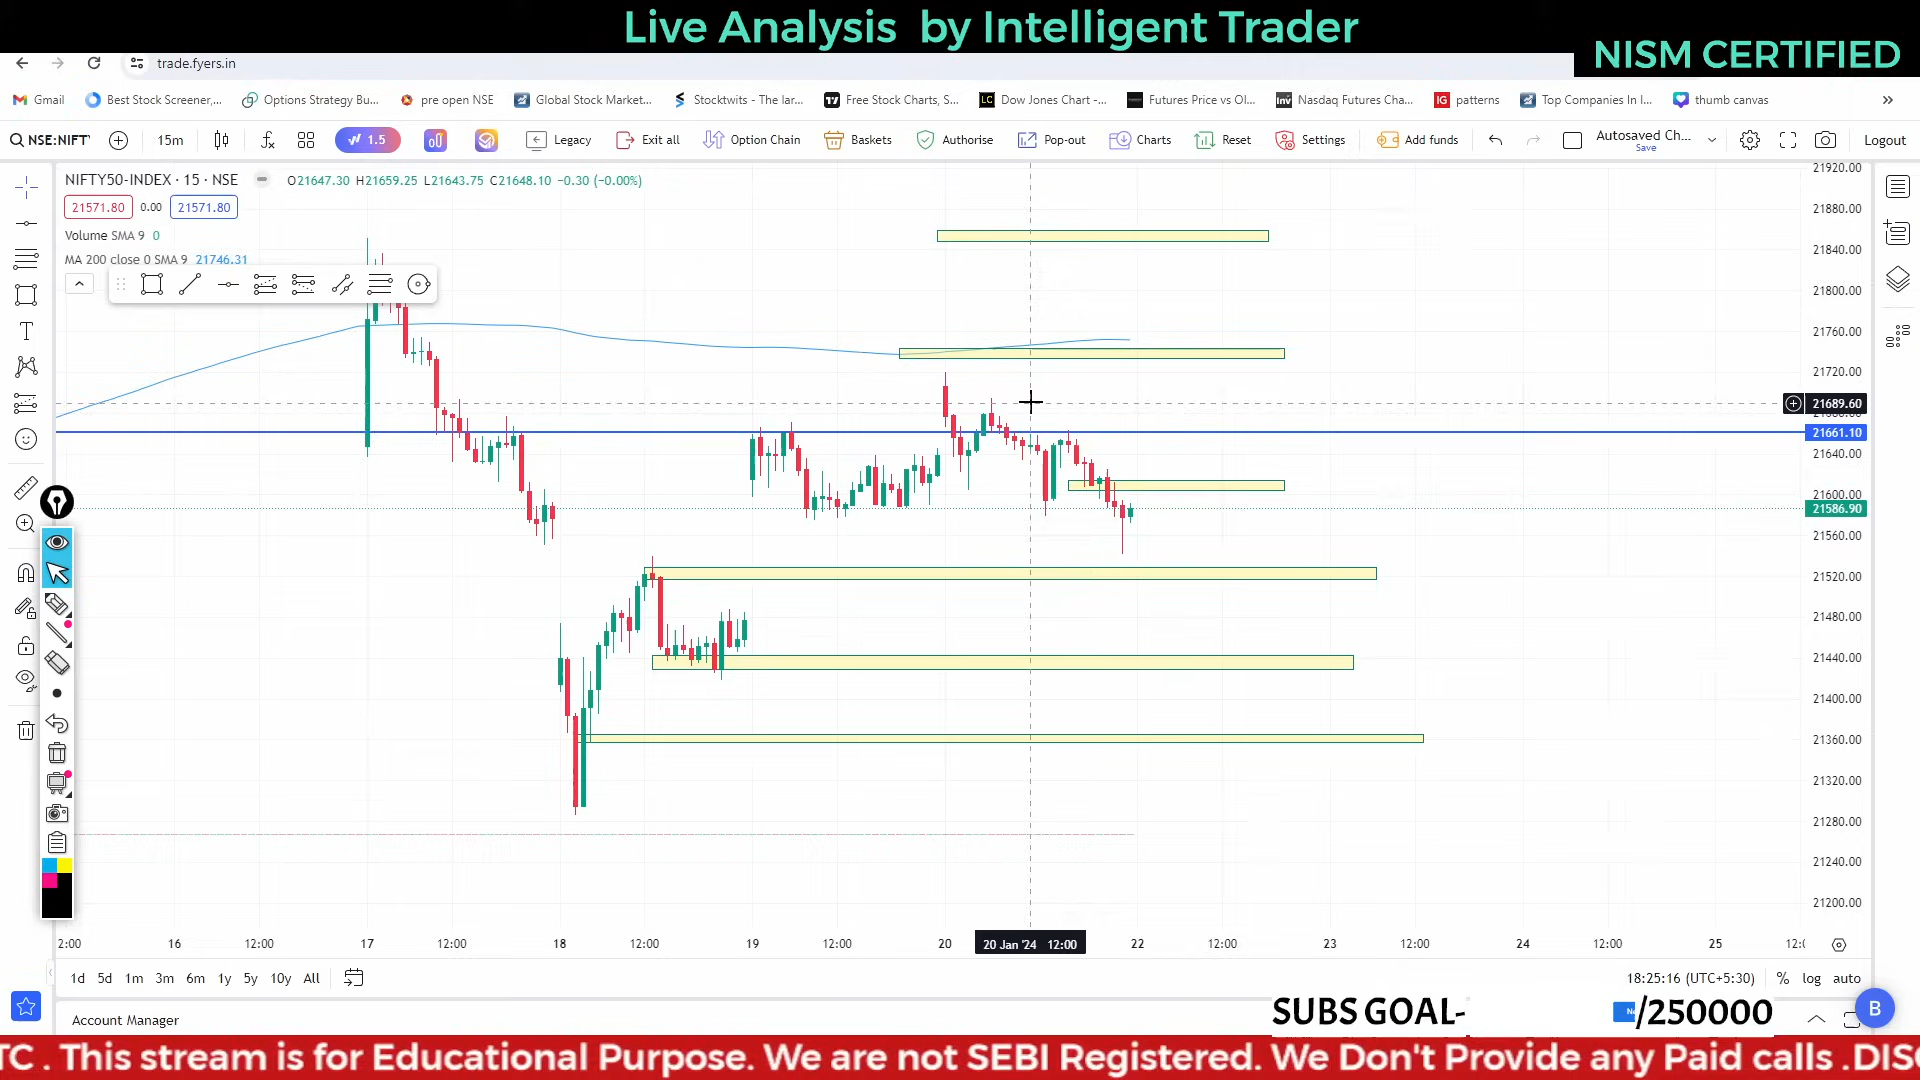 Live Analysis by Intelligent Trader
NISM CERTIFIED
trade.fyers.in
Gmail Best Stock Screener,... Options Strategy Bu... pre open NSE Global Stock Market... Stocktwits - The lar... Free Stock Charts, S... Dow Jones Chart -... Futures Price vs Ol... Nasdaq Futures Cha... patterns Top Companies In I... thumb canvas »
NSE:NIFTY 15m 1.5 Legacy Exit all Option Chain Baskets Authorise Pop-out Charts Reset Settings Add funds Autosaved Ch... Logout
Save
NIFTY50-INDEX · 15 · NSE O21647.30 H21659.25 L21643.75 C21648.10 −0.30 (−0.00%)
21571.80 0.00 21571.80
Volume SMA 9 0
MA 200 close 0 SMA 9 21746.31
21920.00
21880.00
21840.00
21800.00
21760.00
21720.00
21689.60
21661.10
21640.00
21600.00
21586.90
21560.00
21520.00
21480.00
21440.00
21400.00
21360.00
21320.00
21280.00
21240.00
21200.00
2:00 16 12:00 17 12:00 18 12:00 19 12:00 20 20 Jan '24 12:00 22 12:00 23 12:00 24 12:00 25
1d 5d 1m 3m 6m 1y 5y 10y All 18:25:16 (UTC+5:30) % log auto
SUBS GOAL- /250000
B
Account Manager
TC . This stream is for Educational Purpose. We are not SEBI Registered. We Don't Provide any Paid calls .DISC